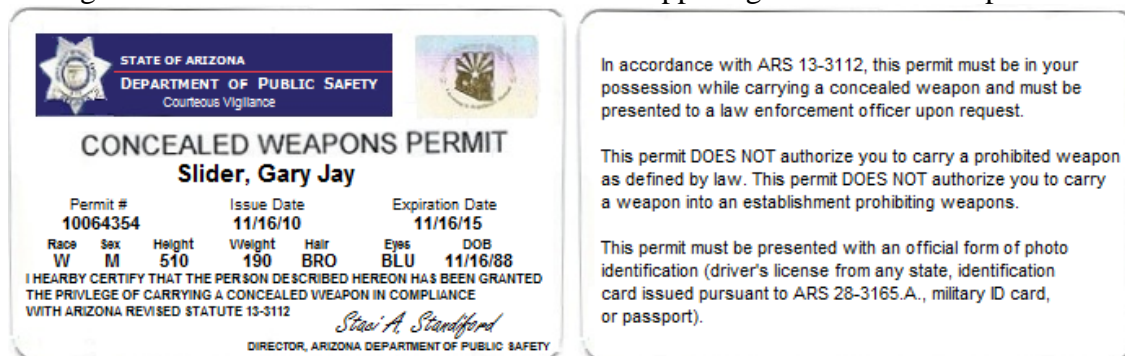 STATE OF ARIZONA
DEPARTMENT OF PUBLIC SAFETY
Courteous Vigilance
CONCEALED WEAPONS PERMIT
Slider, Gary Jay
Permit # Issue Date Expiration Date
10064354 11/16/10 11/16/15
Race Sex Height Weight Hair Eyes DOB
W M 510 190 BRO BLU 11/16/88
I HEARBY CERTIFY THAT THE PERSON DESCRIBED HEREON HAS BEEN GRANTED
THE PRIVLEGE OF CARRYING A CONCEALED WEAPON IN COMPLIANCE
WITH ARIZONA REVISED STATUTE 13-3112
Staci A. Standiford
DIRECTOR, ARIZONA DEPARTMENT OF PUBLIC SAFETY
In accordance with ARS 13-3112, this permit must be in your
possession while carrying a concealed weapon and must be
presented to a law enforcement officer upon request.
This permit DOES NOT authorize you to carry a prohibited weapon
as defined by law. This permit DOES NOT authorize you to carry
a weapon into an establishment prohibiting weapons.
This permit must be presented with an official form of photo
identification (driver's license from any state, identification
card issued pursuant to ARS 28-3165.A., military ID card,
or passport).